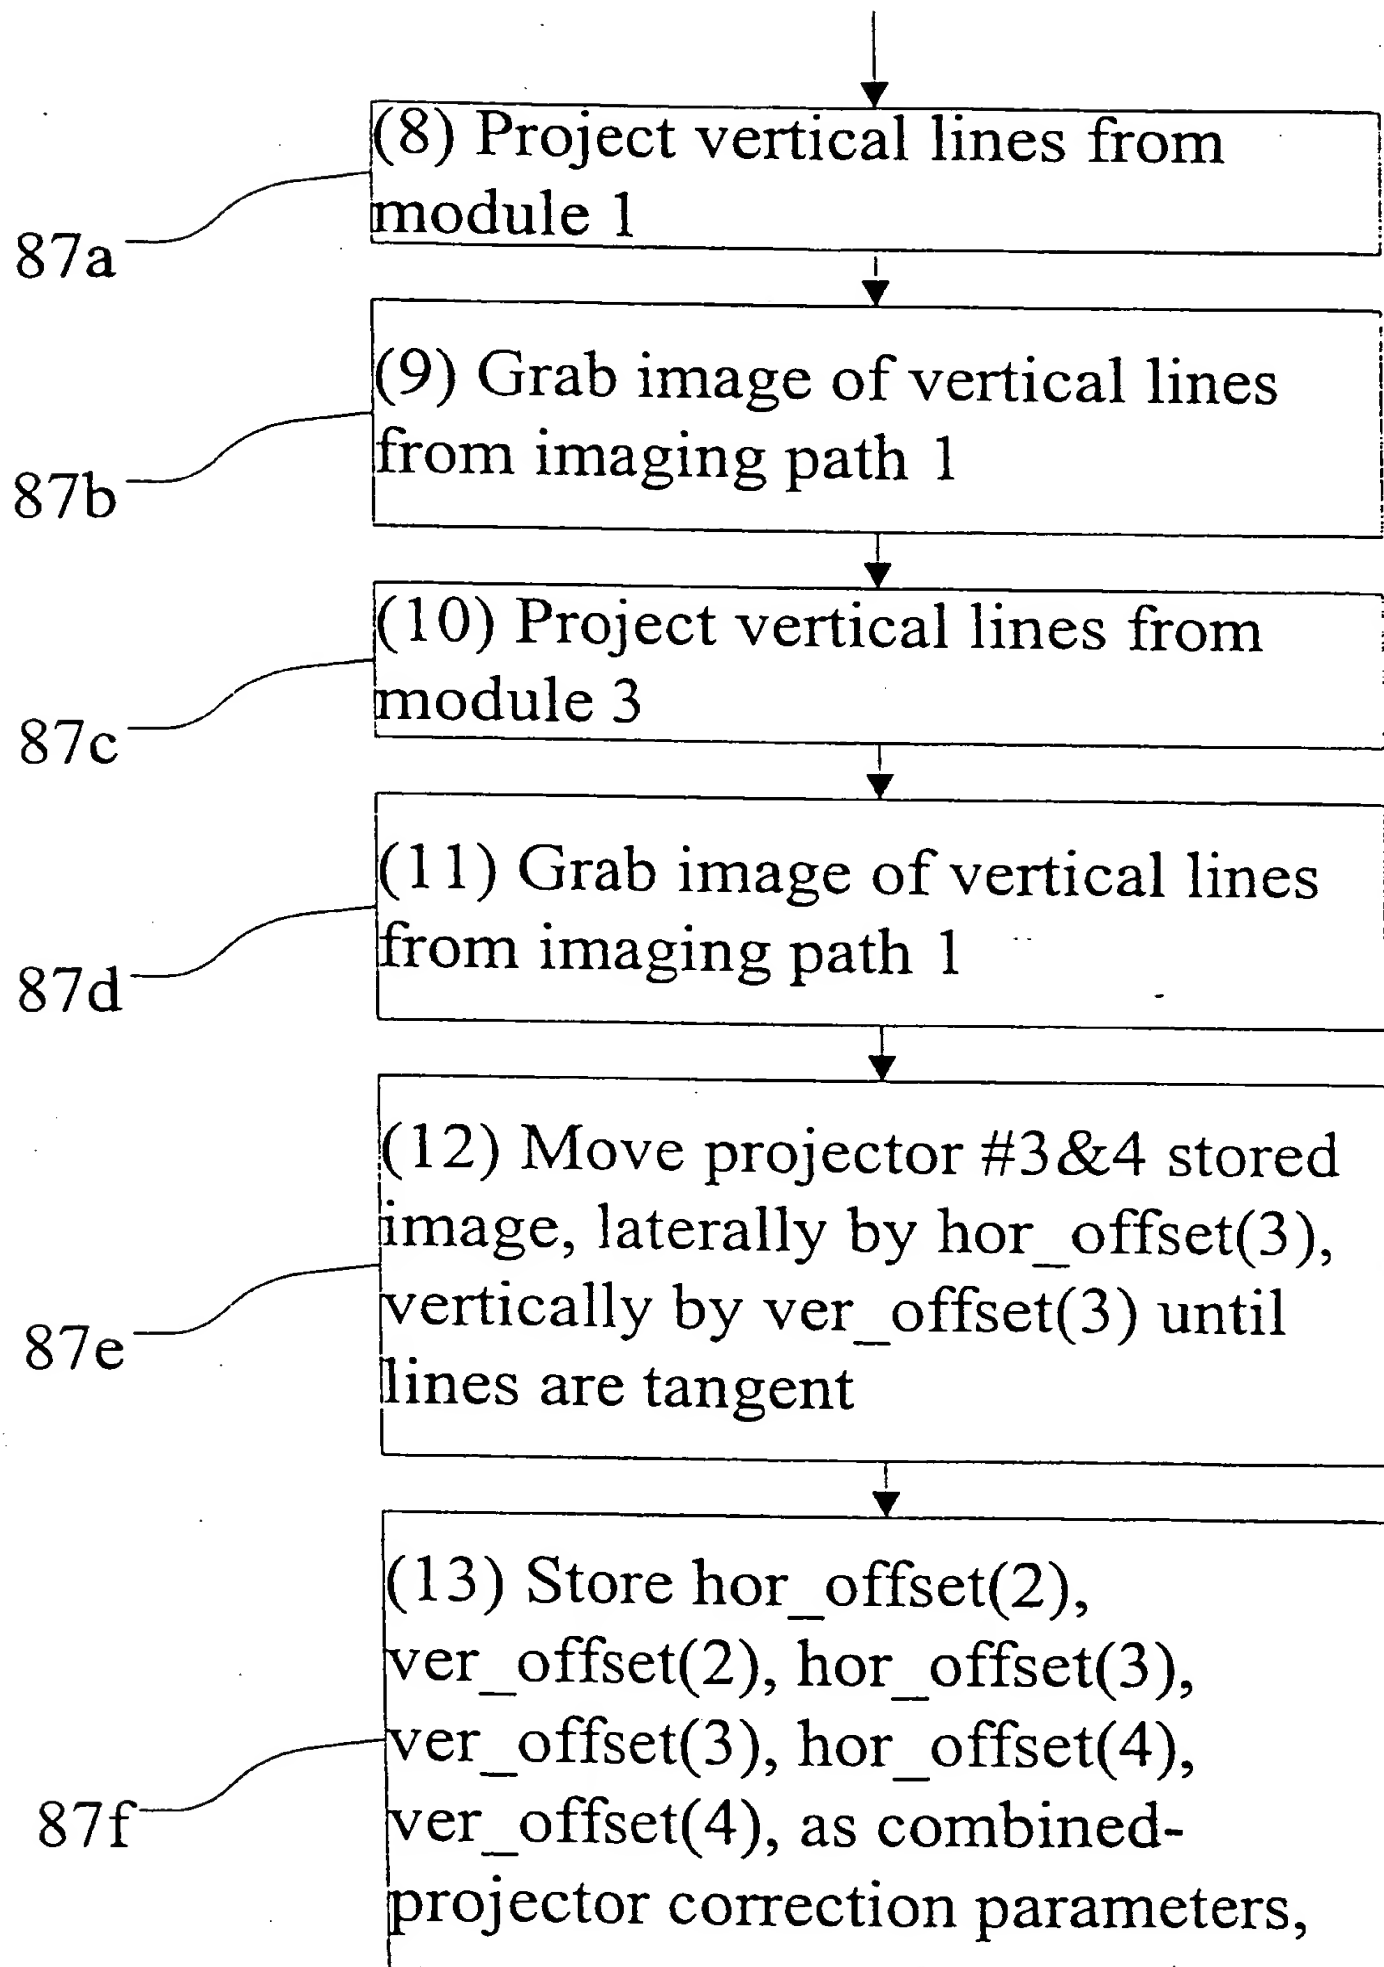 (8) Project vertical lines from
module 1
87a
(9) Grab image of vertical lines
from imaging path 1
87b
(10) Project vertical lines from
module 3
87c
(11) Grab image of vertical lines
from imaging path 1
87d
(12) Move projector #3&4 stored
image, laterally by hor_offset(3),
vertically by ver_offset(3) until
lines are tangent
87e
(13) Store hor_offset(2),
ver_offset(2), hor_offset(3),
ver_offset(3), hor_offset(4),
ver_offset(4), as combined-
projector correction parameters,
87f